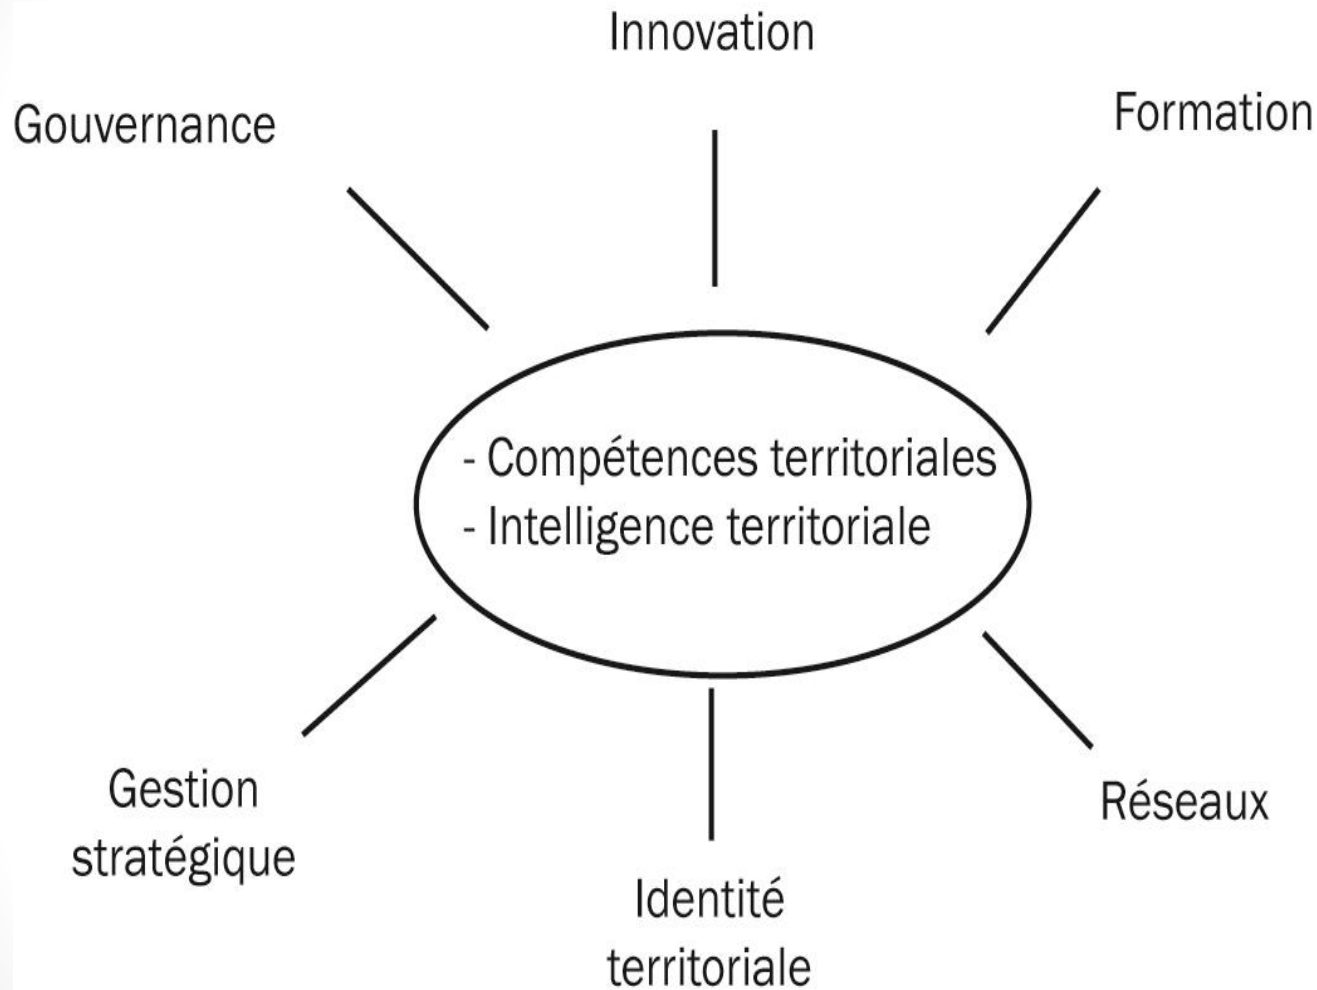 Innovation
Gouvernance
Formation
- Compétences territoriales
- Intelligence territoriale
Gestion
stratégique
Réseaux
Identité
territoriale